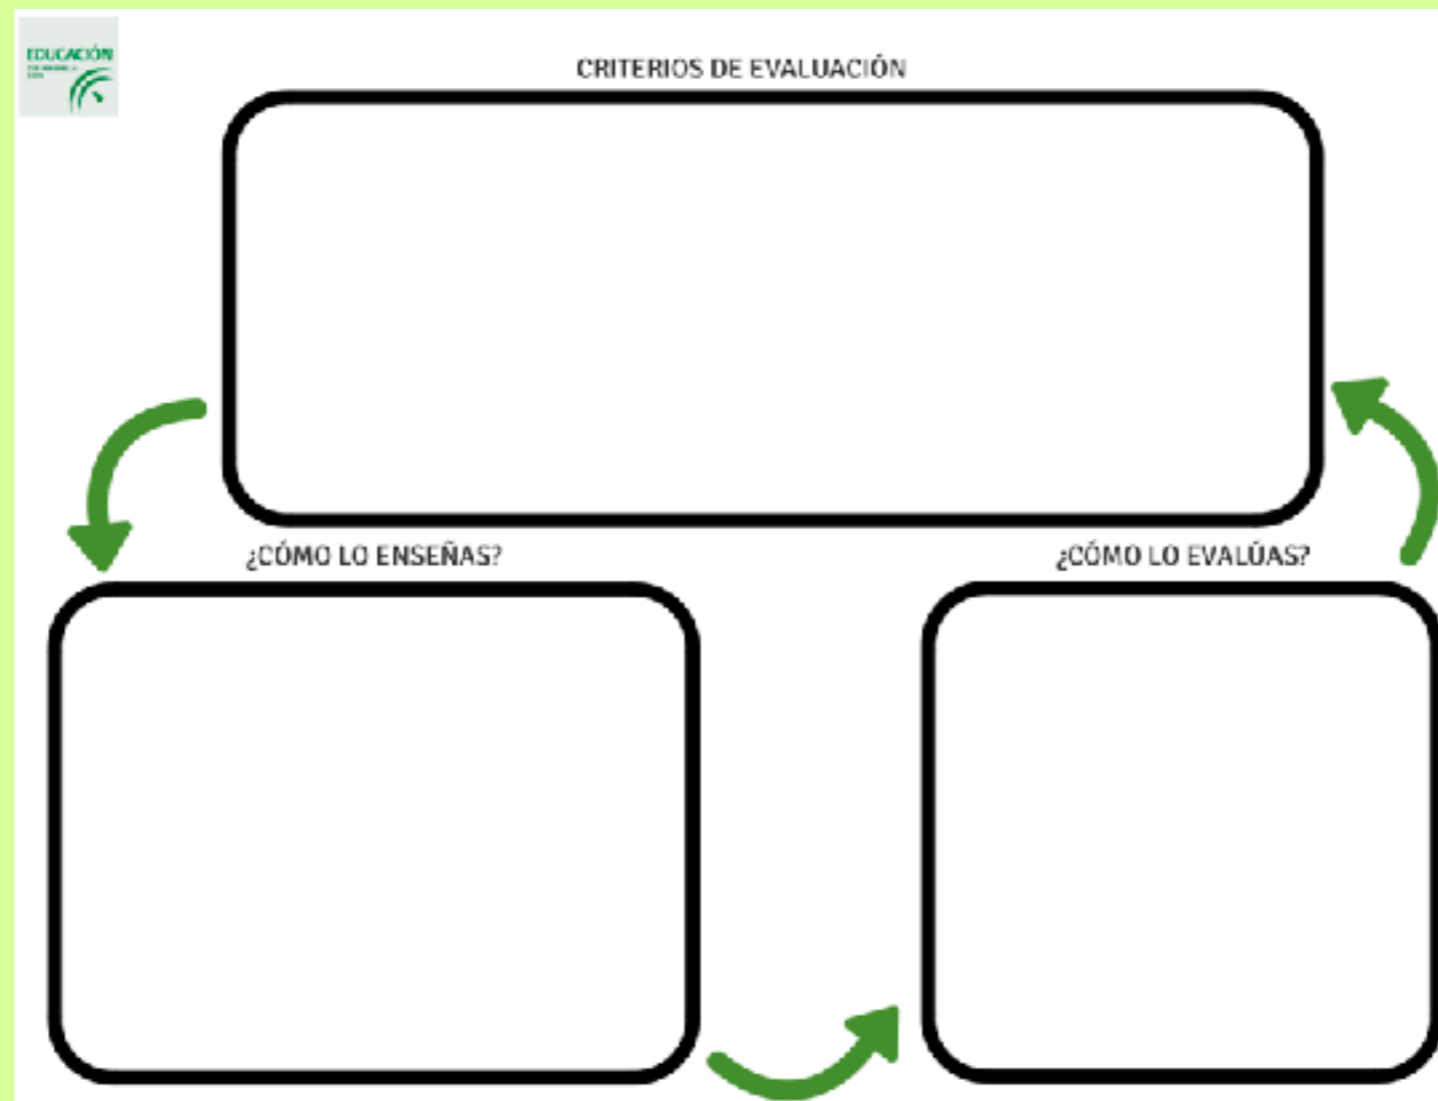 EDUCACIÓN
CRITERIOS DE EVALUACIÓN
¿CÓMO LO ENSEÑAS?
¿CÓMO LO EVALÚAS?